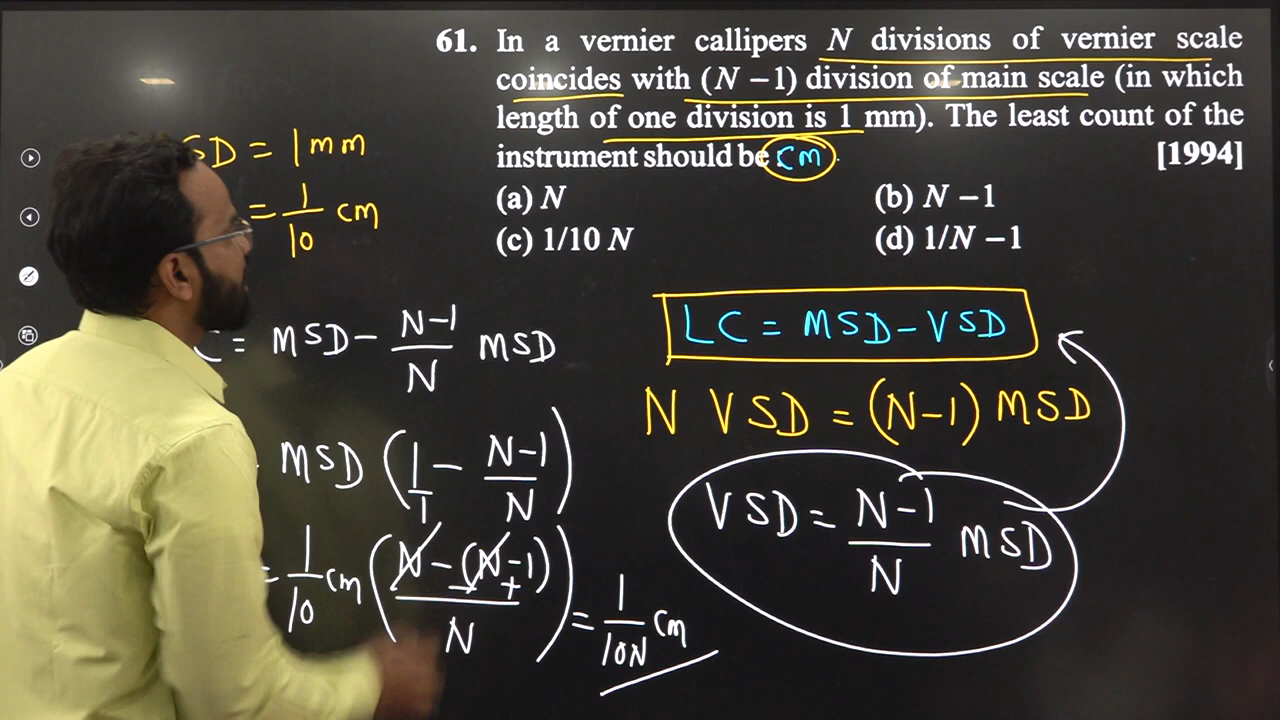 61. In a vernier callipers N divisions of vernier scale
coincides with (N – 1) division of main scale (in which
length of one division is 1 mm). The least count of the
instrument should be cm. [1994]
(a) N (b) N – 1
(c) 1/10 N (d) 1/N – 1
SD = 1 mm
= 1/10 cm
LC = MSD – VSD
N VSD = (N-1) MSD
VSD = N-1/N MSD
C = MSD – N-1/N MSD
MSD (1/1 – N-1/N)
= 1/10 cm (N – (N-1)/N) = 1/10N cm